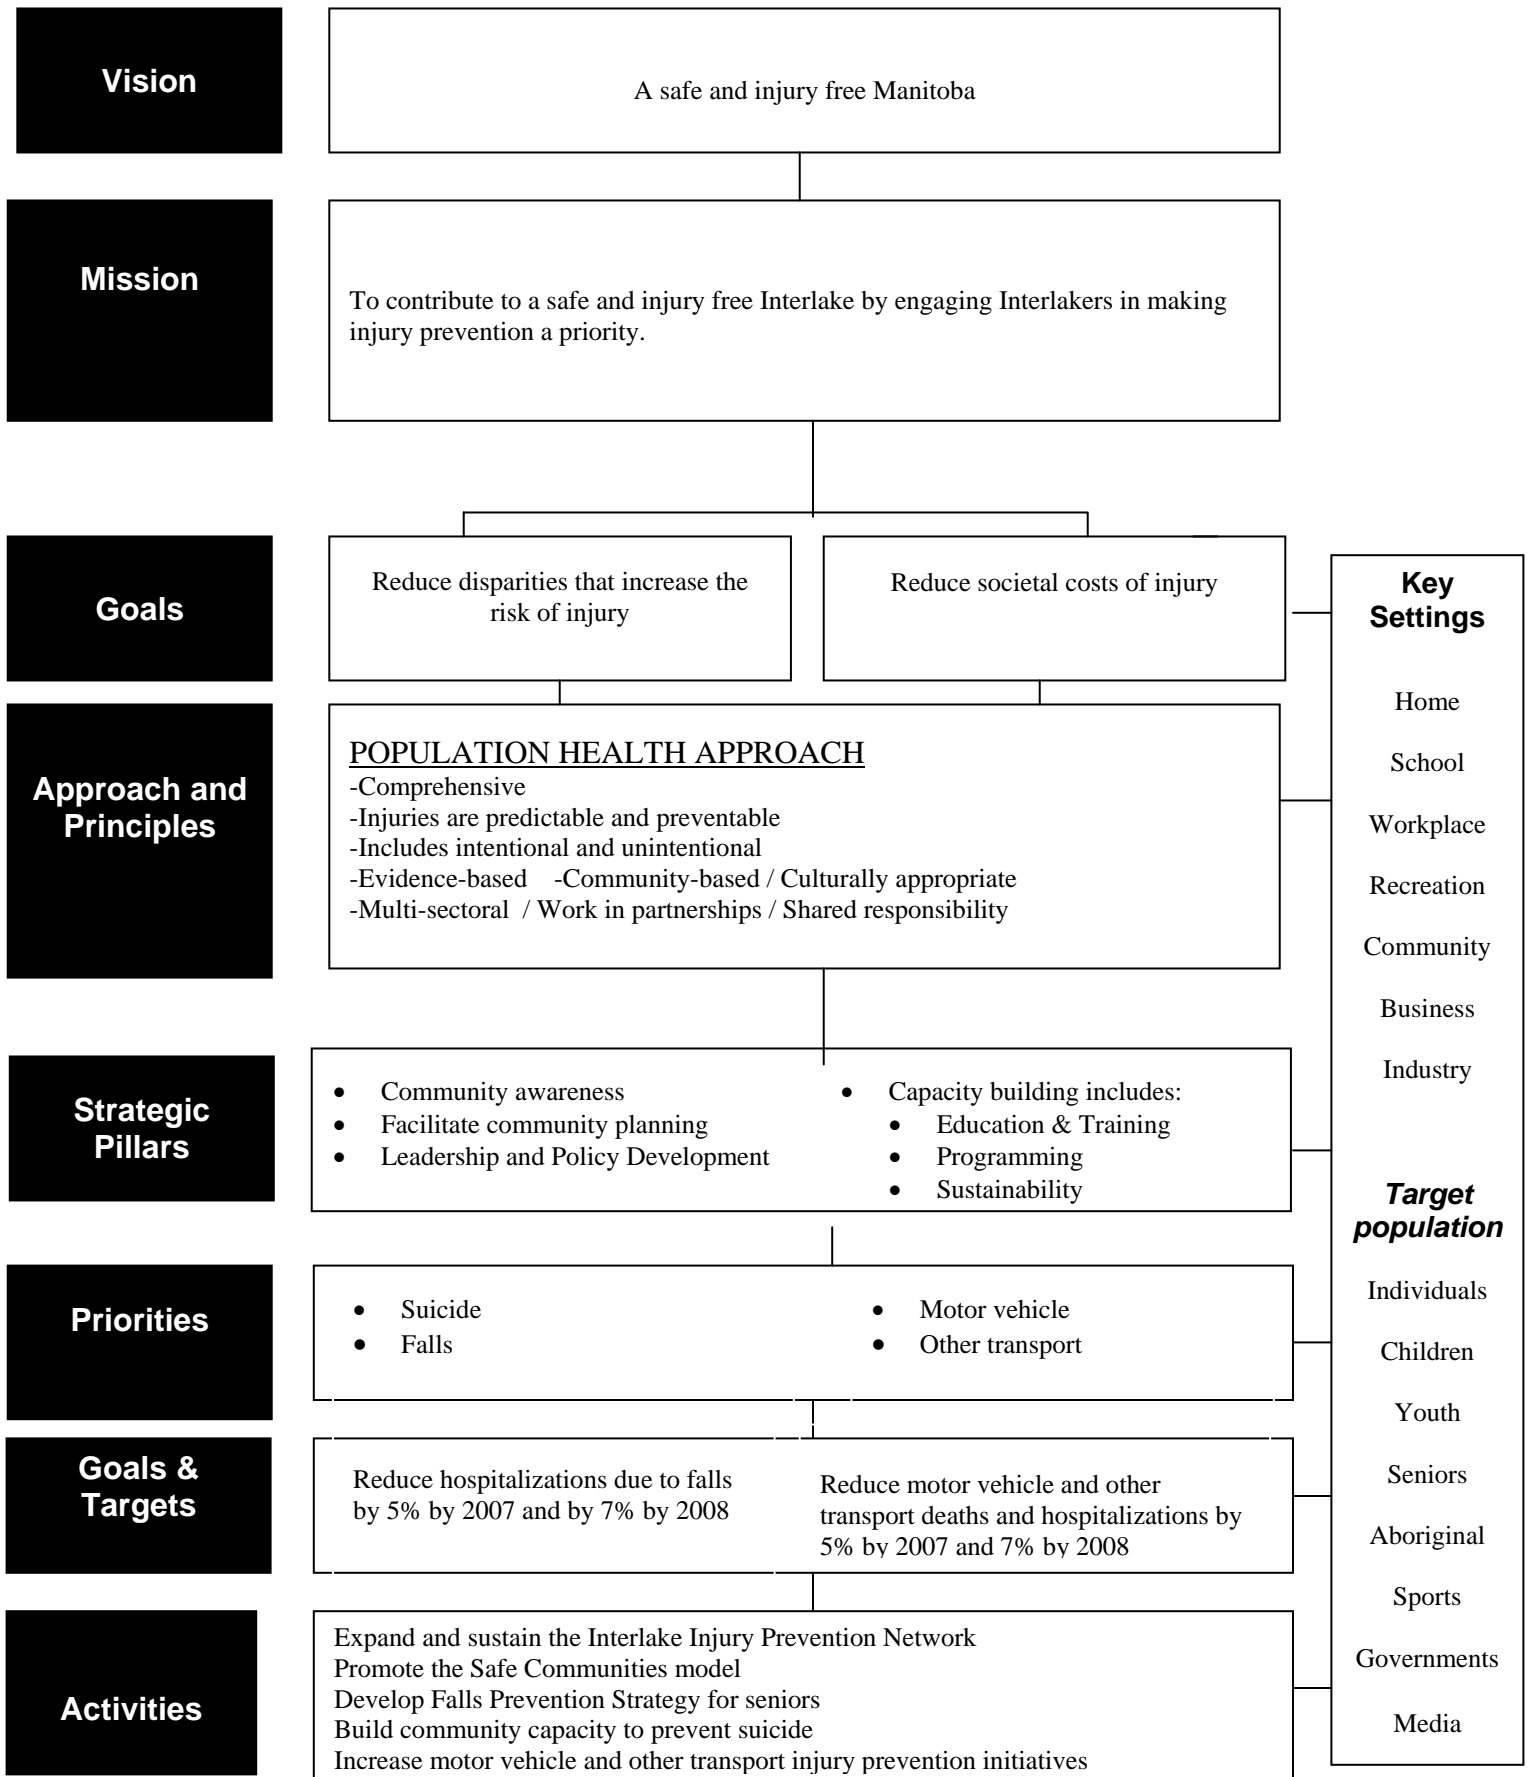 Vision
A safe and injury free Manitoba
Mission
To contribute to a safe and injury free Interlake by engaging Interlakers in making
injury prevention a priority.
Goals
Reduce disparities that increase the
risk of injury
Reduce societal costs of injury
Approach and
Principles
POPULATION HEALTH APPROACH
-Comprehensive
-Injuries are predictable and preventable
-Includes intentional and unintentional
-Evidence-based -Community-based / Culturally appropriate
-Multi-sectoral / Work in partnerships / Shared responsibility
Strategic
Pillars
• Community awareness
• Facilitate community planning
• Leadership and Policy Development
• Capacity building includes:
• Education & Training
• Programming
• Sustainability
Priorities
• Suicide
• Falls
• Motor vehicle
• Other transport
Goals &
Targets
Reduce hospitalizations due to falls
by 5% by 2007 and by 7% by 2008
Reduce motor vehicle and other
transport deaths and hospitalizations by
5% by 2007 and 7% by 2008
Activities
Expand and sustain the Interlake Injury Prevention Network
Promote the Safe Communities model
Develop Falls Prevention Strategy for seniors
Build community capacity to prevent suicide
Increase motor vehicle and other transport injury prevention initiatives
Key
Settings
Home
School
Workplace
Recreation
Community
Business
Industry
Target
population
Individuals
Children
Youth
Seniors
Aboriginal
Sports
Governments
Media